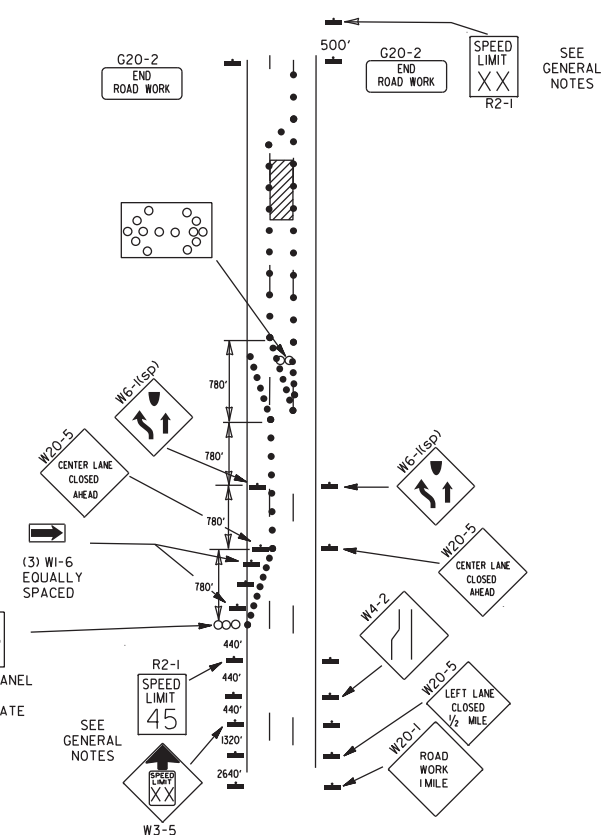 500'
G20-2
END
ROAD WORK
G20-2
END
ROAD WORK
SPEED
LIMIT
XX
R2-1
SEE
GENERAL
NOTES
780'
W6-1(sp)
780'
W20-5
CENTER LANE
CLOSED
AHEAD
780'
W6-1(sp)
(3) W1-6
EQUALLY
SPACED
780'
W20-5
CENTER LANE
CLOSED
AHEAD
W4-2
ANEL
ATE
440'
R2-1
SPEED
LIMIT
45
440'
440'
W20-5
LEFT LANE
CLOSED
1/2 MILE
SEE
GENERAL
NOTES
1320'
W20-1
ROAD
WORK
1 MILE
2640'
SPEED
LIMIT
XX
W3-5